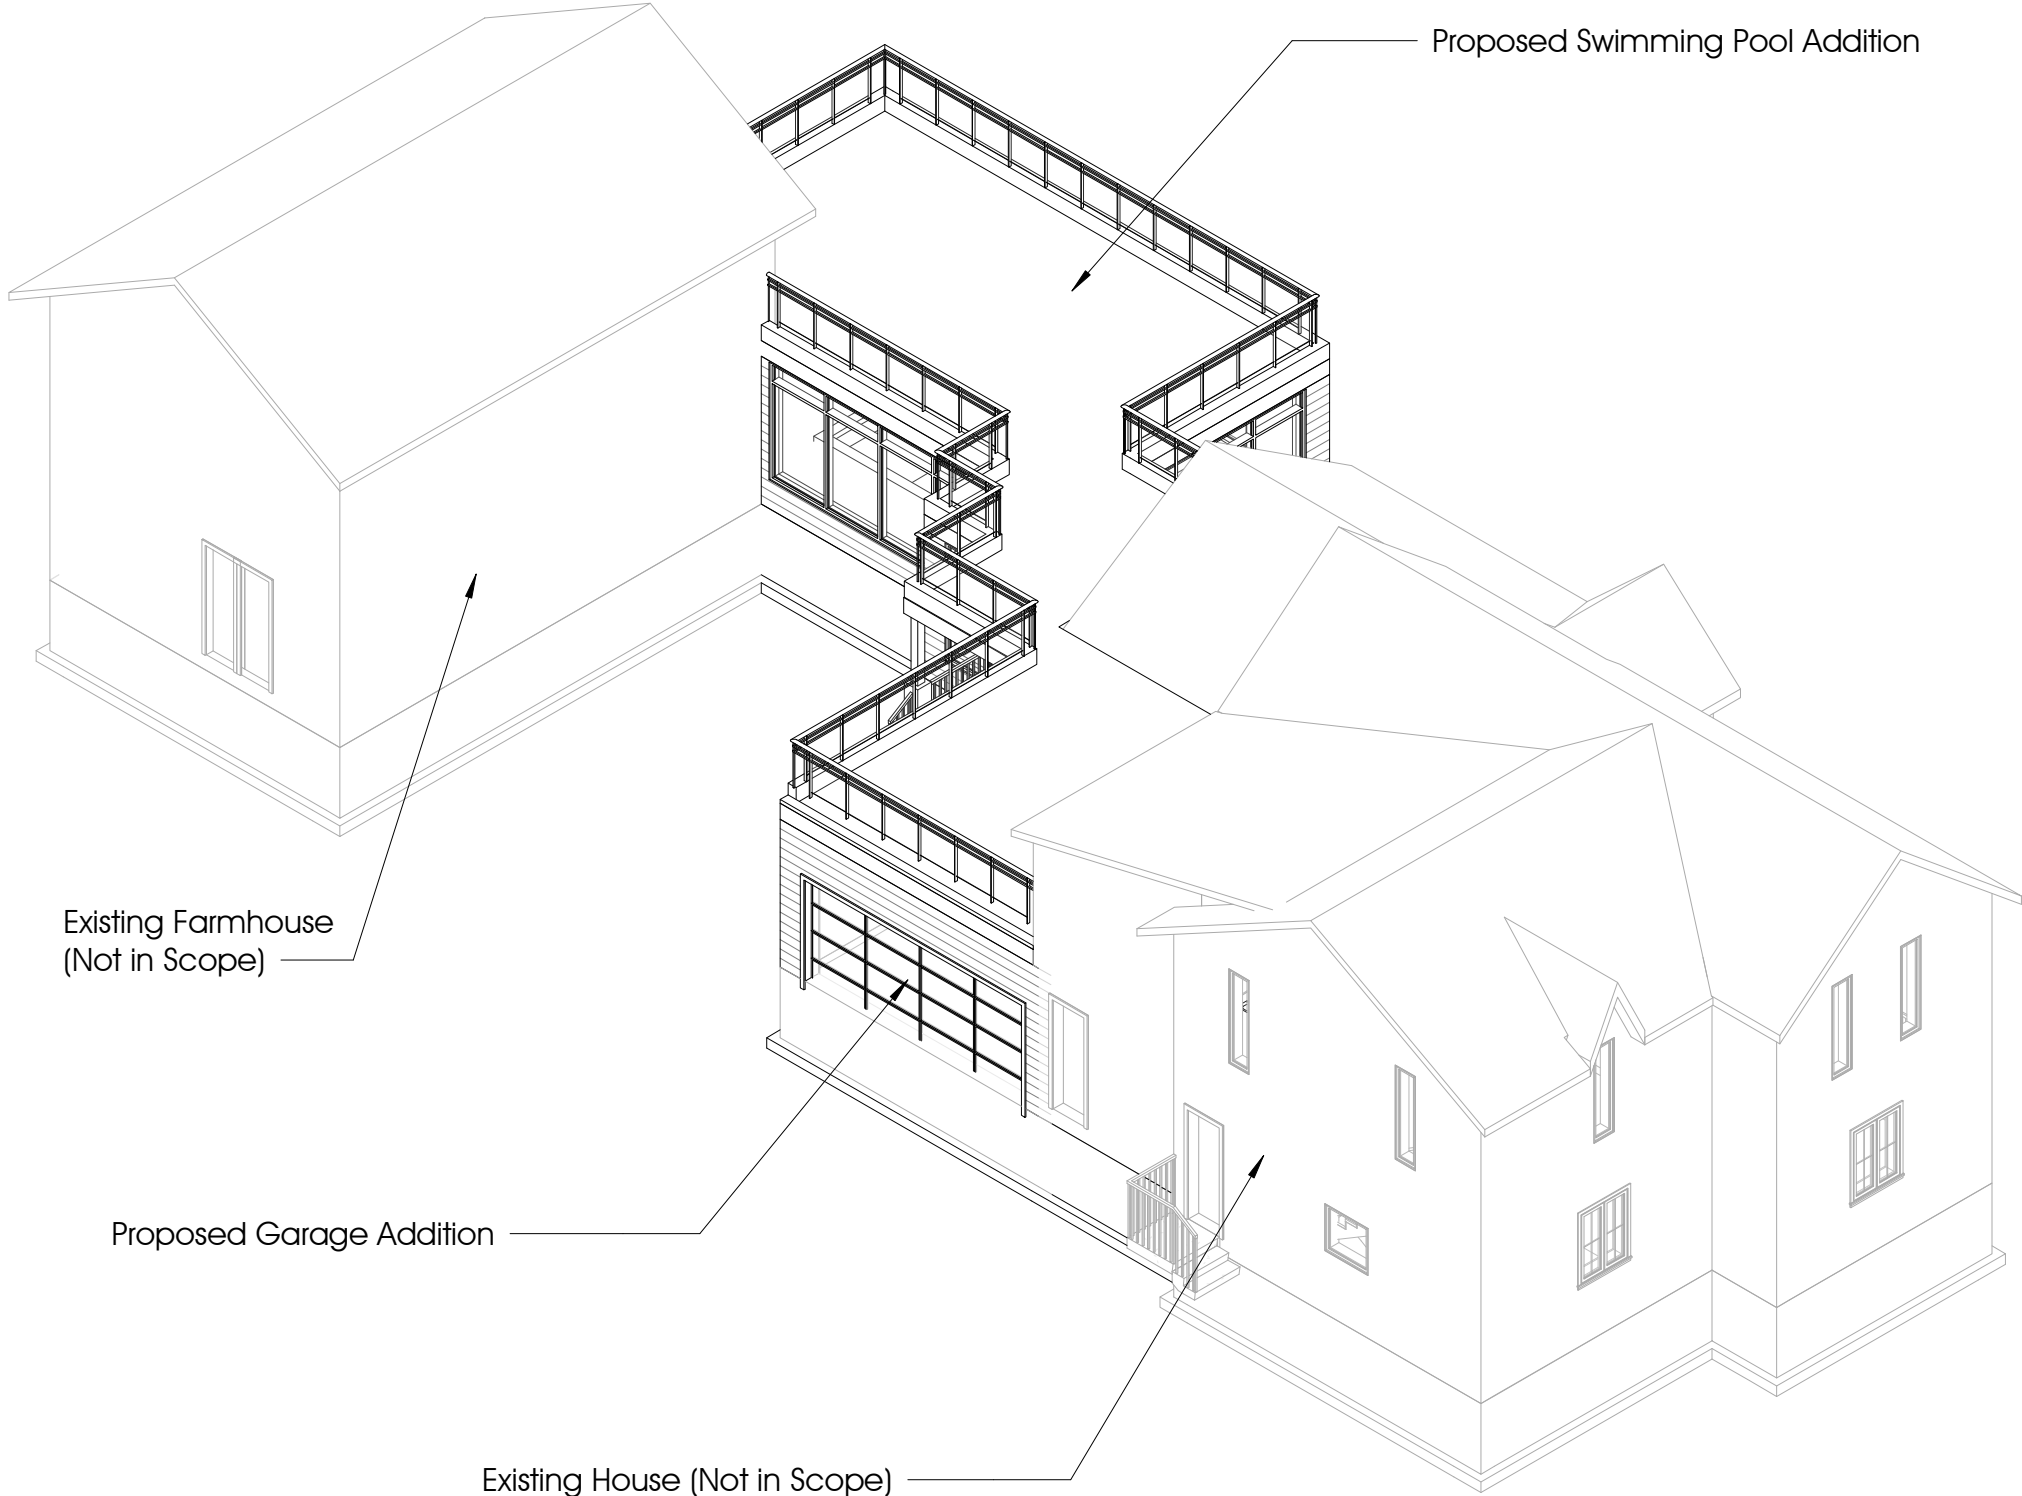 Proposed Swimming Pool Addition
Existing Farmhouse
(Not in Scope)
Proposed Garage Addition
Existing House (Not in Scope)